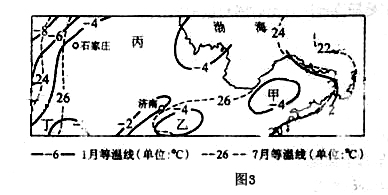 -8 -6 -4 丙 渤 海 24
石家庄 22
-4
24 26 济南 26 甲
-4 -4
丁 -2 乙 2
—-6 1月等温线(单位:℃) --26-- 7月等温线(单位:℃)
图3